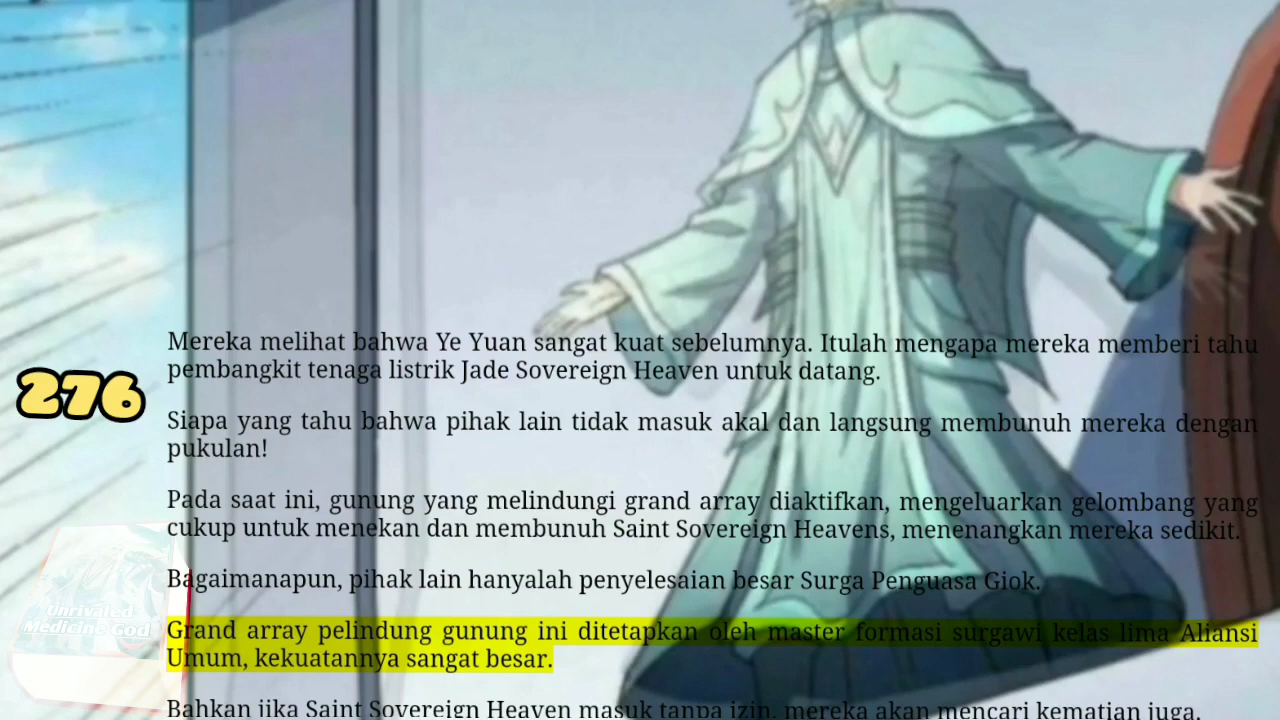 Mereka melihat bahwa Ye Yuan sangat kuat sebelumnya. Itulah mengapa mereka memberi tahu
pembangkit tenaga listrik Jade Sovereign Heaven untuk datang.
Siapa yang tahu bahwa pihak lain tidak masuk akal dan langsung membunuh mereka dengan
pukulan!
276
Pada saat ini, gunung yang melindungi grand array diaktifkan, mengeluarkan gelombang yang
cukup untuk menekan dan membunuh Saint Sovereign Heavens, menenangkan mereka sedikit.
Bagaimanapun, pihak lain hanyalah penyelesaian besar Surga Penguasa Giok.
Unrivaled
Medicine God
Grand array pelindung gunung ini ditetapkan oleh master formasi surgawi kelas lima Aliansi
Umum, kekuatannya sangat besar.
Bahkan jika Saint Sovereign Heaven masuk tanpa izin, mereka akan mencari kematian juga.